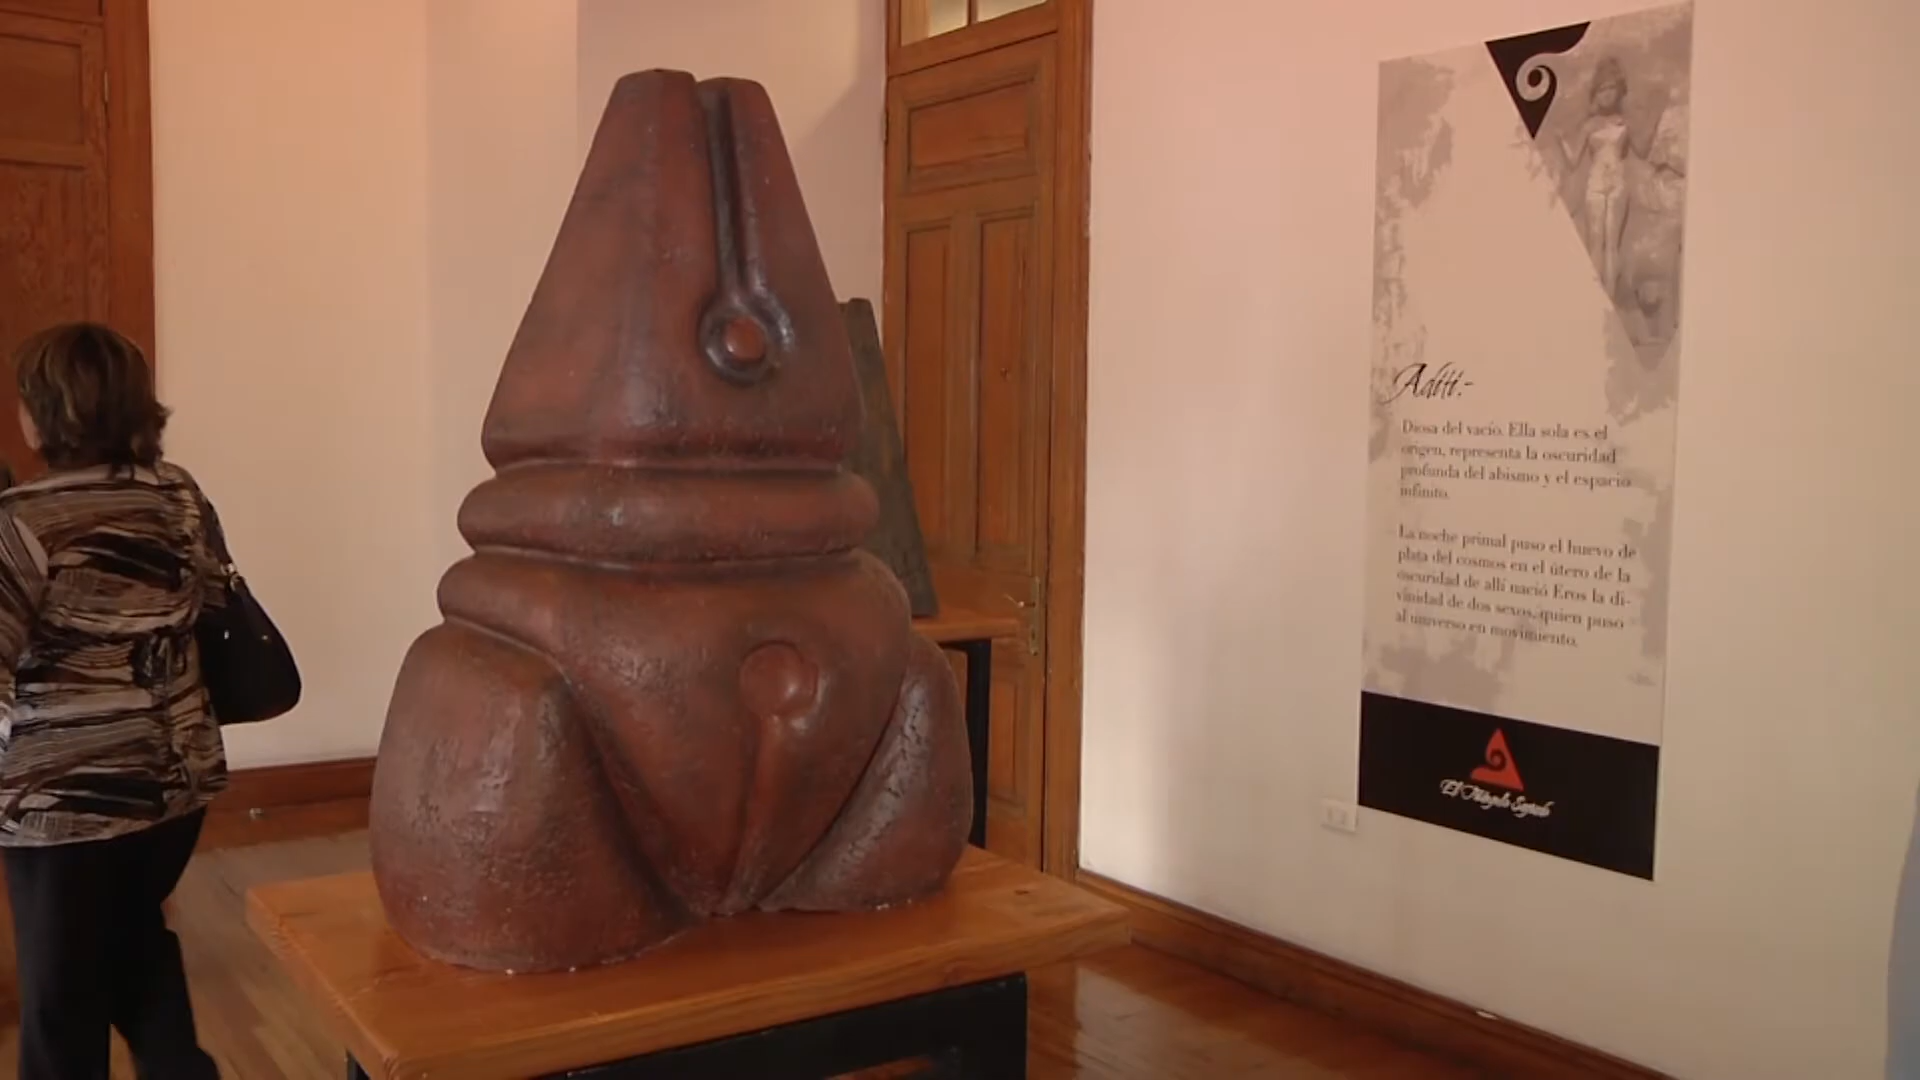 Aditi.-
Diosa del vacío. Ella sola es el
origen, representa la oscuridad
profunda del abismo y el espacio
infinito.
La noche primal puso el huevo de
plata del cosmos en el útero de la
oscuridad de allí nació Eros la di-
vinidad de dos sexos, quien puso
al universo en movimiento.
El